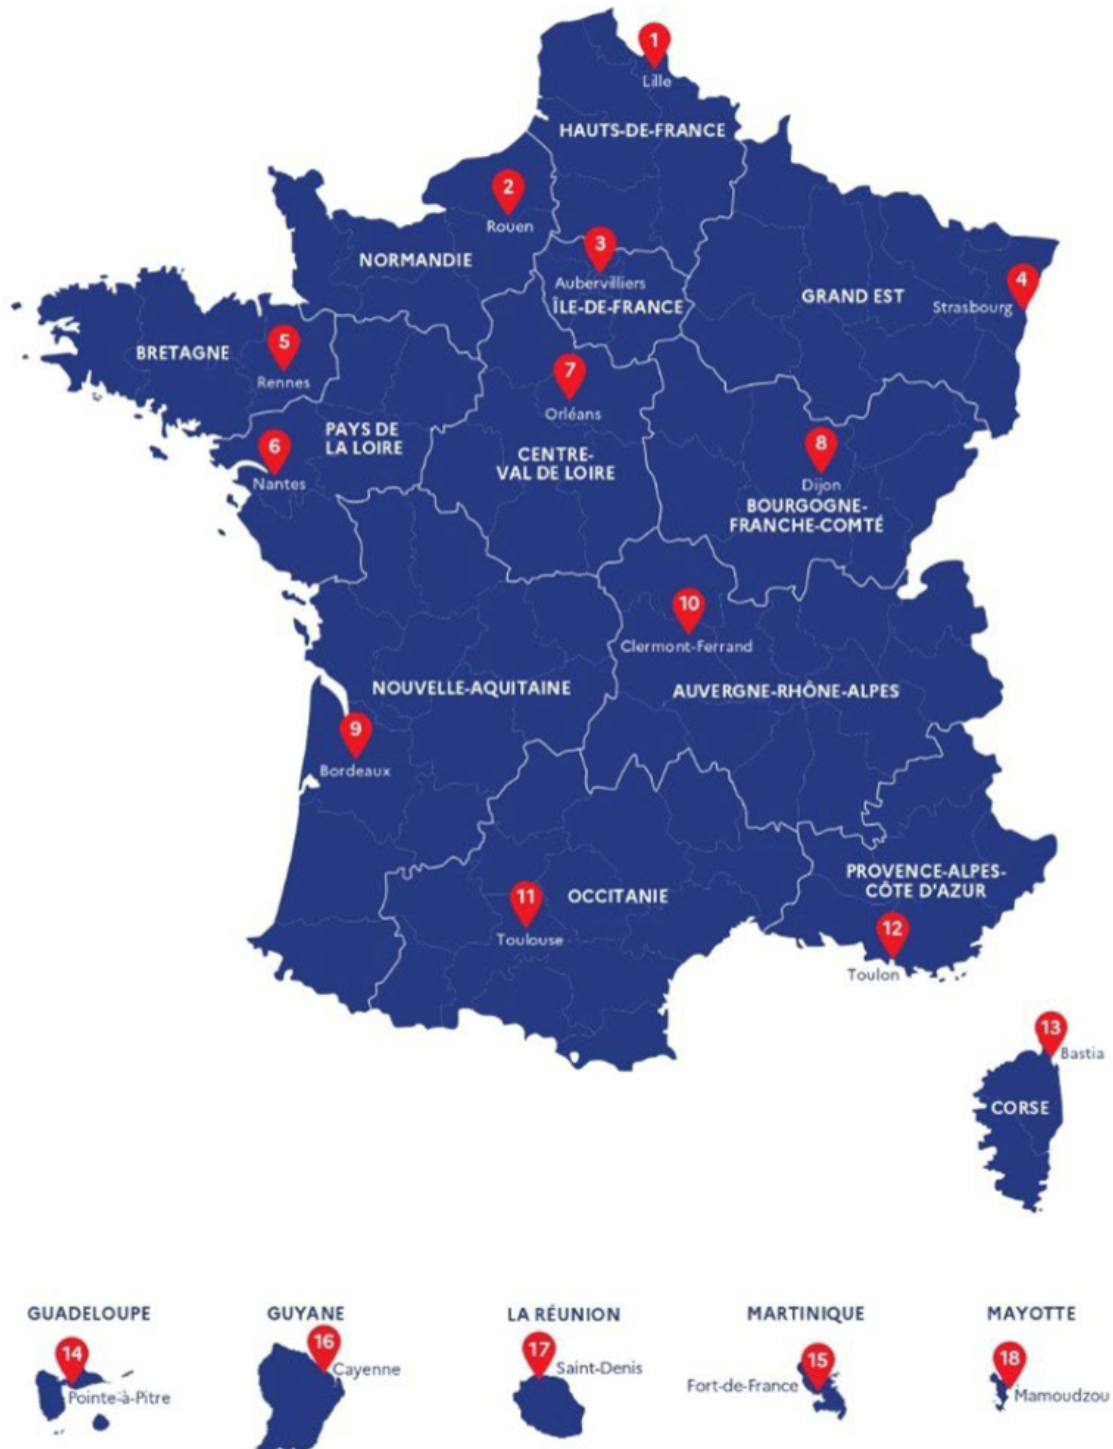 1
Lille
HAUTS-DE-FRANCE
2
Rouen
3
Aubervilliers
ÎLE-DE-FRANCE
NORMANDIE
4
Strasbourg
GRAND EST
BRETAGNE
5
Rennes
7
Orléans
6
Nantes
PAYS DE
LA LOIRE
CENTRE-
VAL DE LOIRE
8
Dijon
BOURGOGNE-
FRANCHE-COMTÉ
10
Clermont-Ferrand
NOUVELLE-AQUITAINE
AUVERGNE-RHÔNE-ALPES
9
Bordeaux
11
Toulouse
OCCITANIE
PROVENCE-ALPES-
CÔTE D'AZUR
12
Toulon
13
Bastia
CORSE
GUADELOUPE
14
Pointe-à-Pitre
GUYANE
16
Cayenne
LA RÉUNION
17
Saint-Denis
MARTINIQUE
15
Fort-de-France
MAYOTTE
18
Mamoudzou